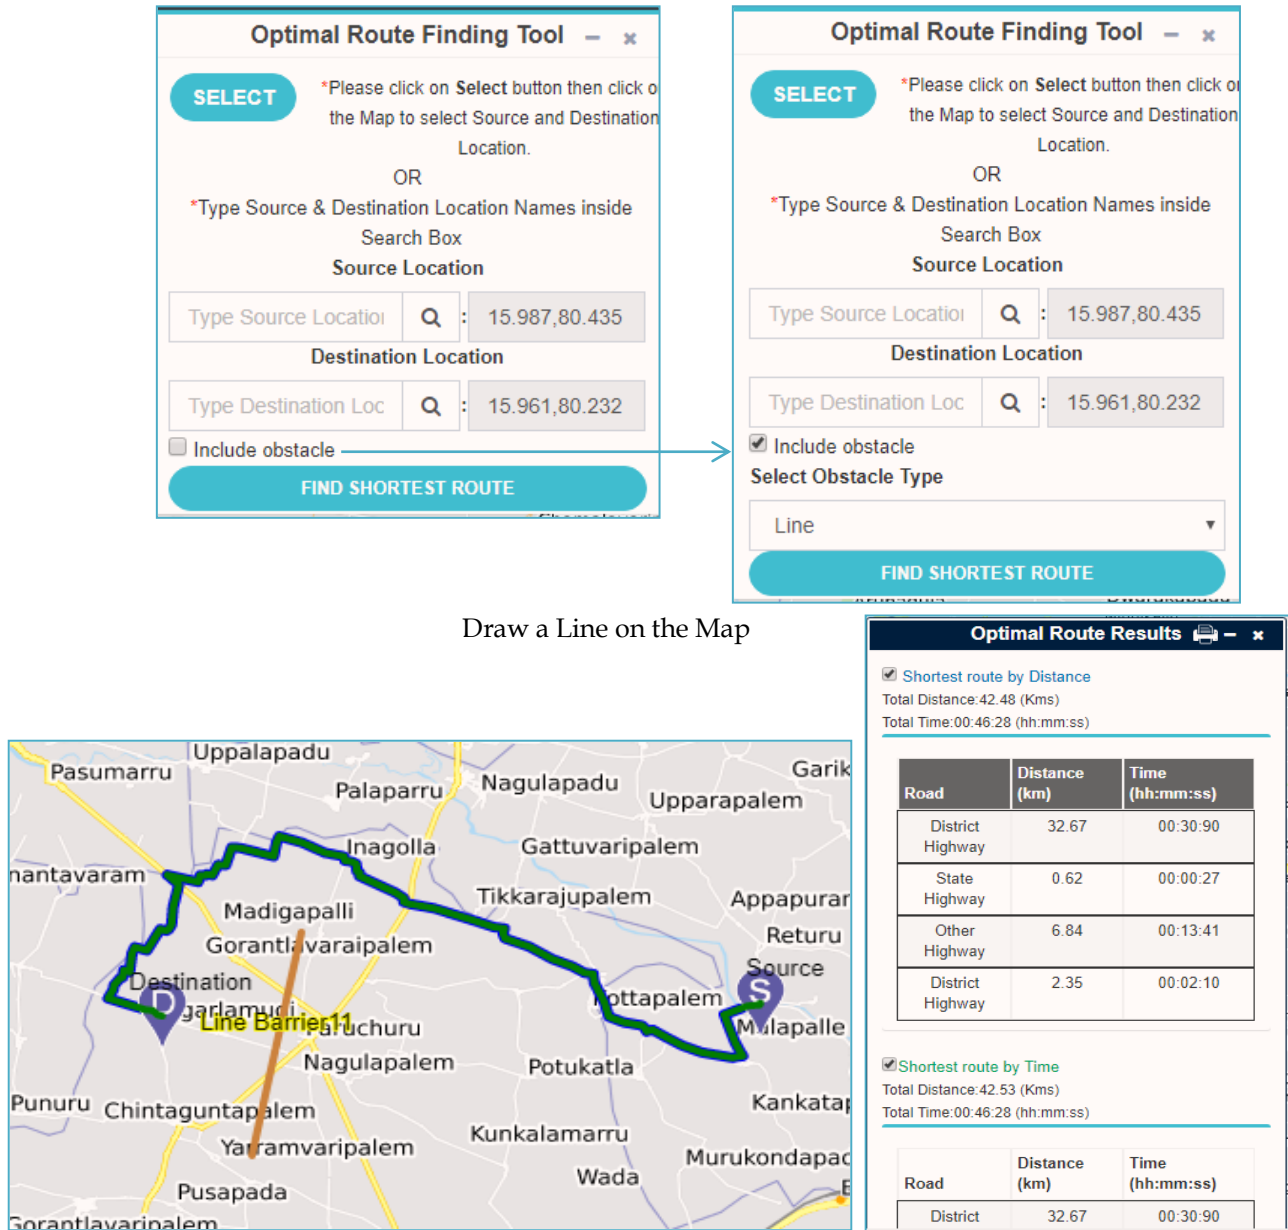 Optimal Route Finding Tool
SELECT
*Please click on Select button then click o
the Map to select Source and Destination
Location.
OR
*Type Source & Destination Location Names inside
Search Box
Source Location
Type Source Location : 15.987,80.435
Destination Location
Type Destination Loc : 15.961,80.232
Include obstacle
FIND SHORTEST ROUTE
Optimal Route Finding Tool
SELECT
*Please click on Select button then click o
the Map to select Source and Destination
Location.
OR
*Type Source & Destination Location Names inside
Search Box
Source Location
Type Source Location : 15.987,80.435
Destination Location
Type Destination Loc : 15.961,80.232
Include obstacle
Select Obstacle Type
Line
FIND SHORTEST ROUTE
Draw a Line on the Map
Uppalapadu
Pasumarru
Palaparru
Nagulapadu
Garik
Upparapalem
Inagolla
Gattuvaripalem
nantavaram
Tikkarajupalem
Appapurar
Madigapalli
Gorantlavaraipalem
Returu
Source
Destination
D
S
garlamudi
Line Barrier11
Paruchuru
Kottapalem
Malapalle
Nagulapalem
Potukatla
Punuru
Chintaguntapalem
Kankatap
Yarramvaripalem
Kunkalamarru
Murukondapad
Wada
Pusapada
Gorantlavaripalem
Optimal Route Results
Shortest route by Distance
Total Distance:42.48 (Kms)
Total Time:00:46:28 (hh:mm:ss)
Road Distance (km) Time (hh:mm:ss)
District Highway 32.67 00:30:90
State Highway 0.62 00:00:27
Other Highway 6.84 00:13:41
District Highway 2.35 00:02:10
Shortest route by Time
Total Distance:42.53 (Kms)
Total Time:00:46:28 (hh:mm:ss)
Road Distance (km) Time (hh:mm:ss)
District 32.67 00:30:90